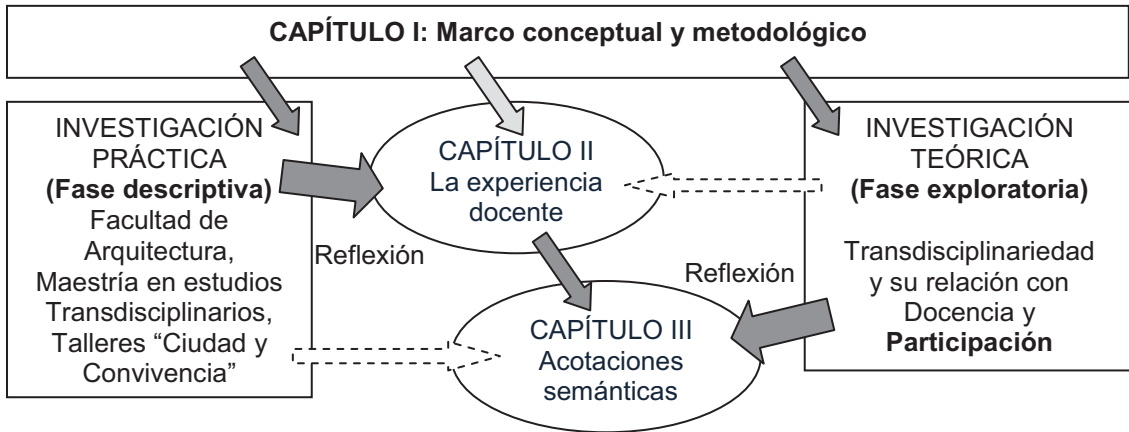 CAPÍTULO I: Marco conceptual y metodológico
INVESTIGACIÓN
PRÁCTICA
(Fase descriptiva)
Facultad de
Arquitectura,
Maestría en estudios
Transdisciplinarios,
Talleres “Ciudad y
Convivencia”
Reflexión
CAPÍTULO II
La experiencia
docente
CAPÍTULO III
Acotaciones
semánticas
Reflexión
INVESTIGACIÓN
TEÓRICA
(Fase exploratoria)
Transdisciplinariedad
y su relación con
Docencia y
Participación